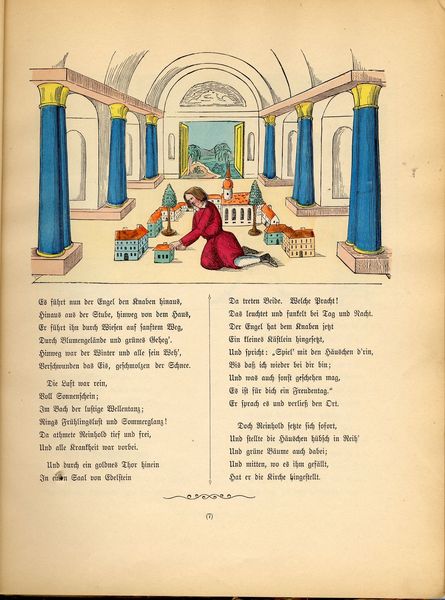 Es führt nun der Engel den Knaben hinaus,
Hinaus aus der Stube, hinweg von dem Haus,
Er führt ihn durch Wiesen auf sanftem Weg,
Durch Blumengelände und grünes Geheg'.
Hinweg war der Winter und alle sein Weh',
Verschwunden das Eis, geschmolzen der Schnee.
Die Luft war rein,
Voll Sonnenschein;
Im Bach der lustige Wellentanz;
Rings Frühlingslust und Sommerglanz!
Da athmete Reinhold tief und frei,
Und alle Krankheit war vorbei.
Und durch ein goldnes Thor hinein
In einen Saal von Edelstein
Da treten Beide. Welche Pracht!
Das leuchtet und funkelt bei Tag und Nacht.
Der Engel hat dem Knaben jetzt
Ein kleines Kästlein hingesetzt,
Und spricht: „Spiel' mit den Häuschen d'rin,
Bis daß ich wieder bei dir bin;
Und was auch sonst geschehen mag,
Es ist für dich ein Freudentag.“
Er sprach es und verließ den Ort.
Doch Reinhold setzte sich sofort,
Und stellte die Häuschen hübsch in Reih'
Und grüne Bäume auch dabei;
Und mitten, wo es ihm gefällt,
Hat er die Kirche hingestellt.
(7)